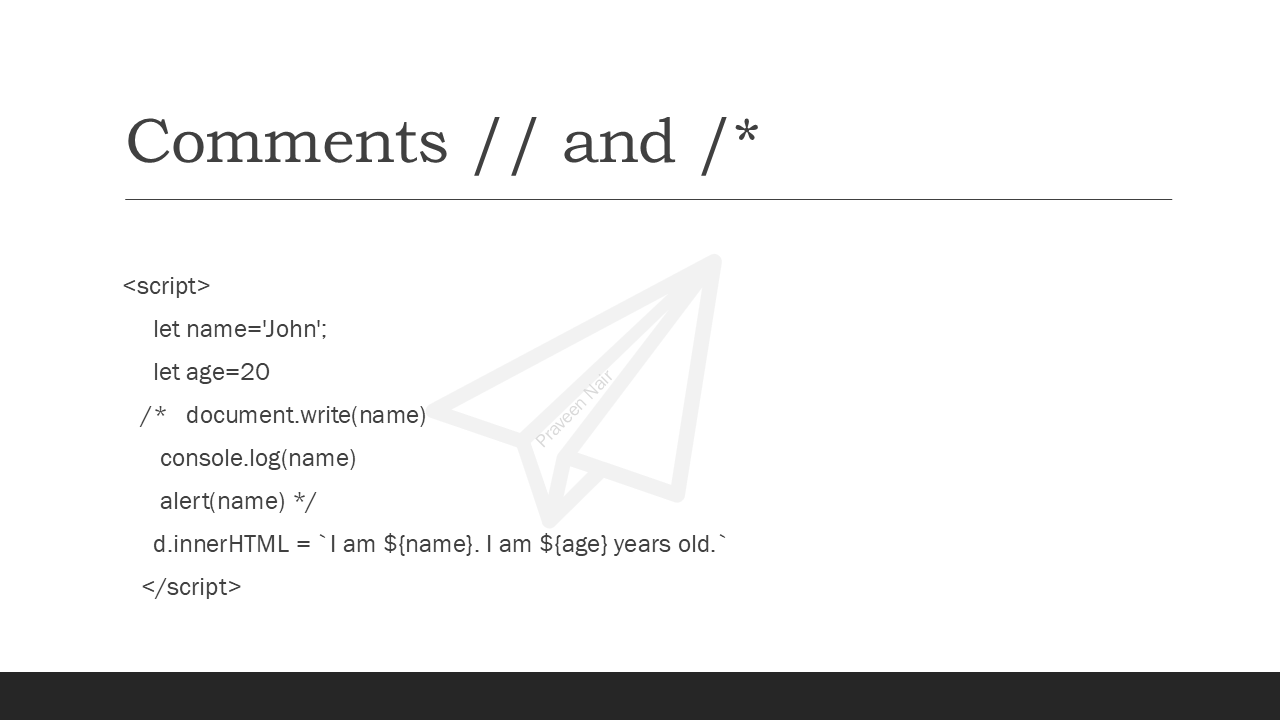 Comments // and /*
<script>
let name='John';
let age=20
/* document.write(name)
console.log(name)
alert(name) */
d.innerHTML = `I am ${name}. I am ${age} years old.`
</script>
Praveen Nair